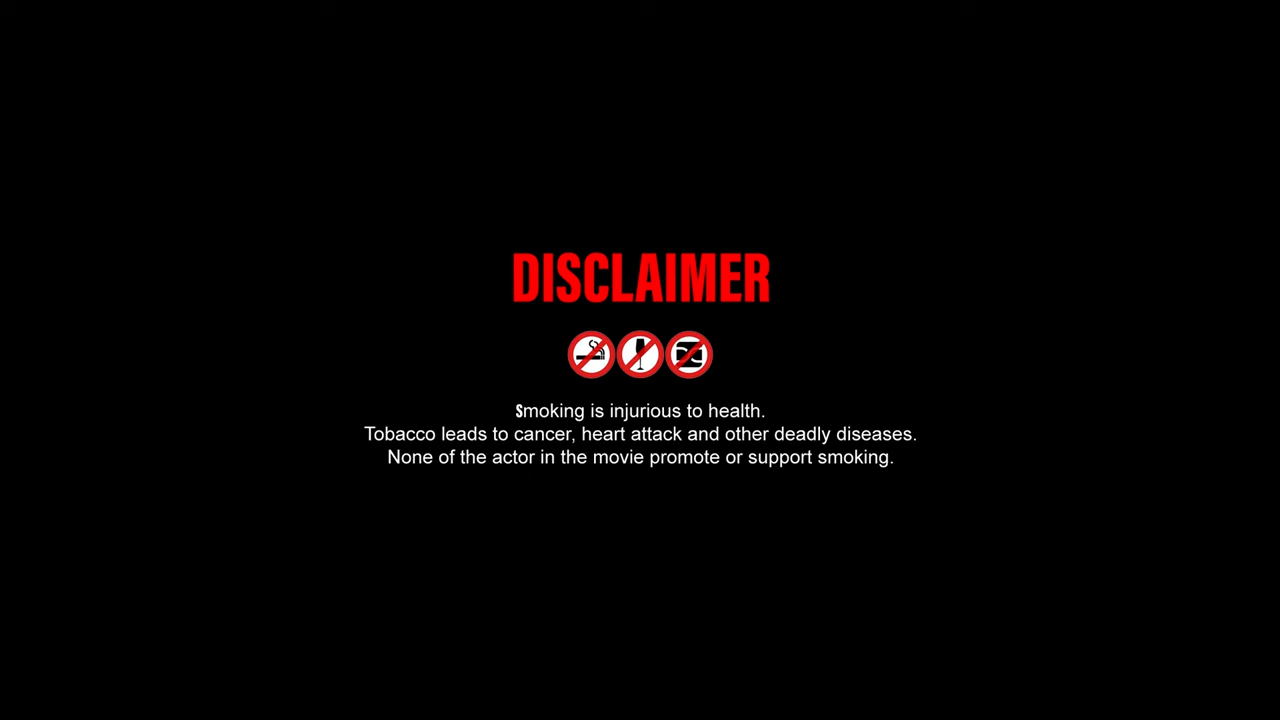 DISCLAIMER
Smoking is injurious to health.
Tobacco leads to cancer, heart attack and other deadly diseases.
None of the actor in the movie promote or support smoking.